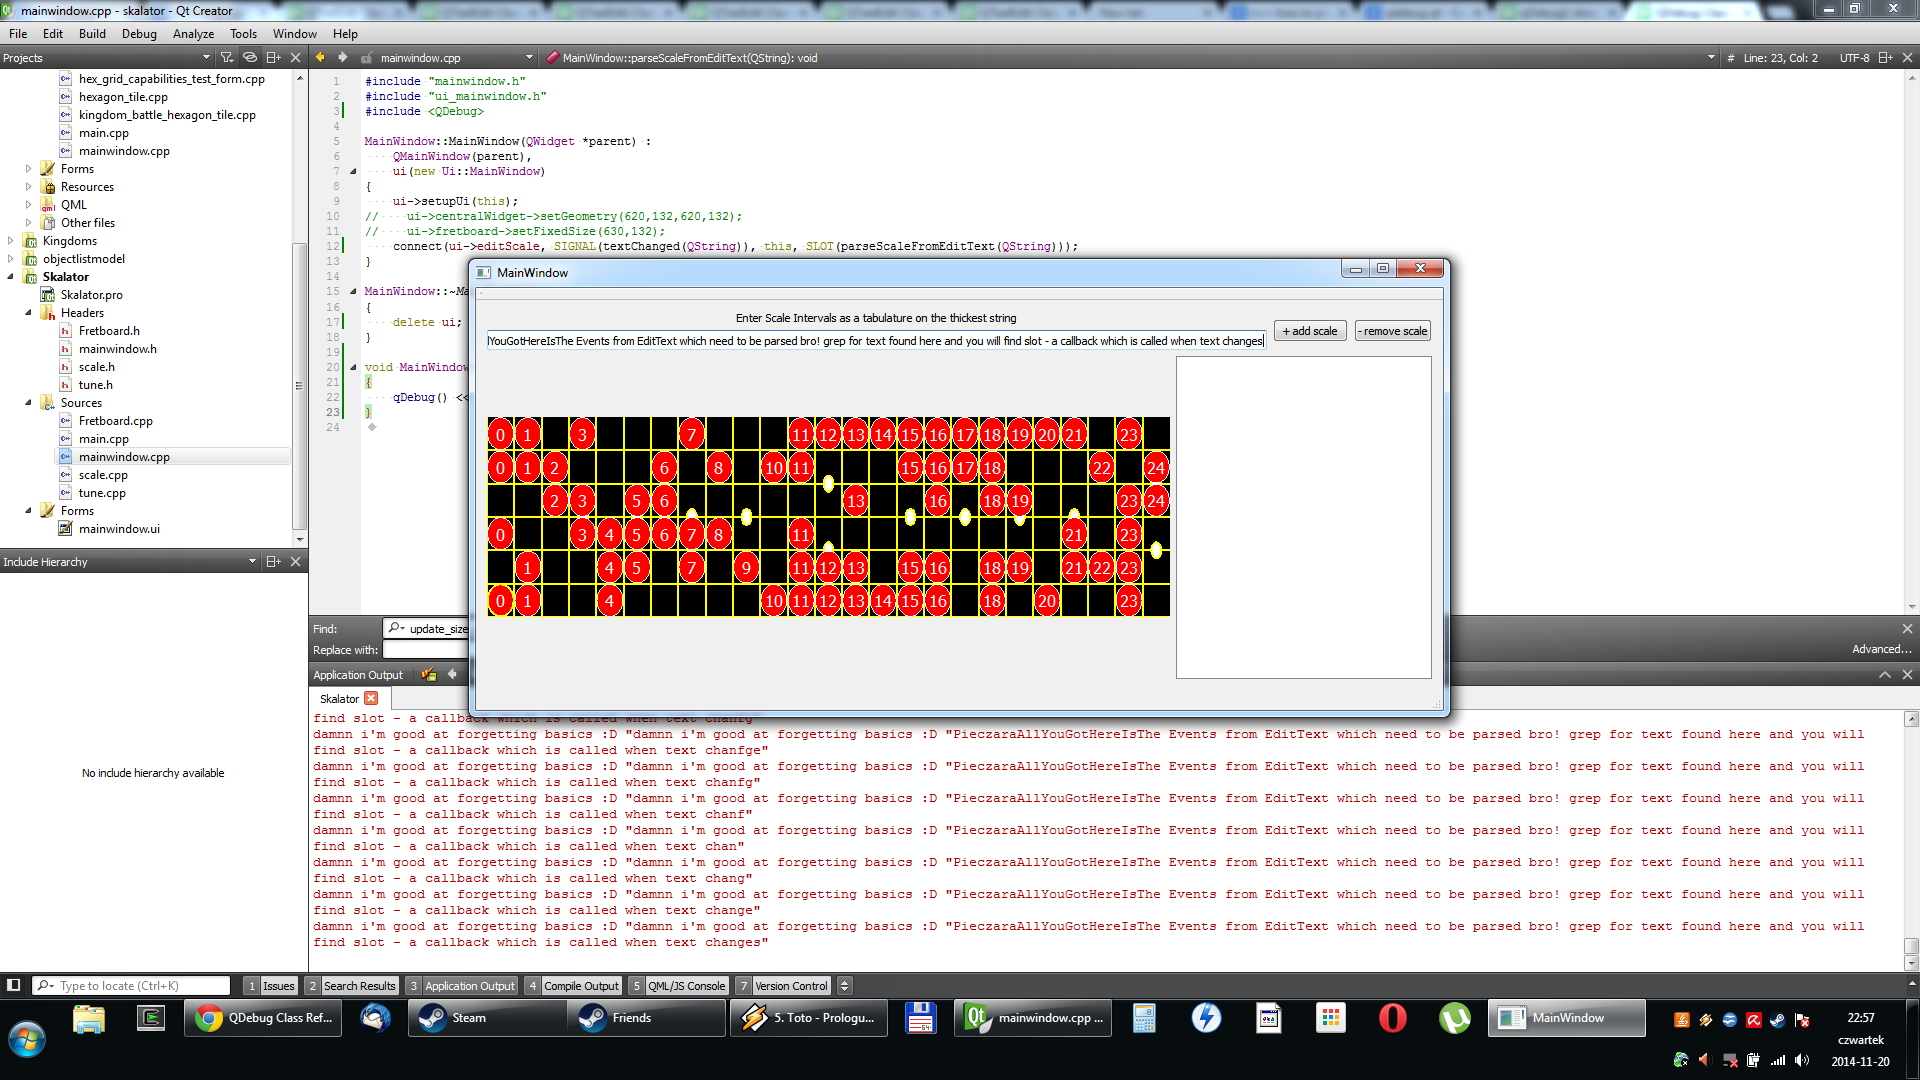 mainwindow.cpp - skalator - Qt Creator
File Edit Build Debug Analyze Tools Window Help
Projects
mainwindow.cpp
MainWindow::parseScaleFromEditText(QString): void
# Line: 23, Col: 2
UTF-8
hex_grid_capabilities_test_form.cpp
hexagon_tile.cpp
kingdom_battle_hexagon_tile.cpp
main.cpp
mainwindow.cpp
Forms
Resources
QML
Other files
Kingdoms
objectlistmodel
Skalator
Skalator.pro
Headers
Fretboard.h
mainwindow.h
scale.h
tune.h
Sources
Fretboard.cpp
main.cpp
mainwindow.cpp
scale.cpp
tune.cpp
Forms
mainwindow.ui
Include Hierarchy
No include hierarchy available
1 #include "mainwindow.h"
2 #include "ui_mainwindow.h"
3 #include <QDebug>
4
5 MainWindow::MainWindow(QWidget *parent) :
6 QMainWindow(parent),
7 ui(new Ui::MainWindow)
8 {
9 ui->setupUi(this);
10 // ui->centralWidget->setGeometry(620,132,620,132);
11 // ui->fretboard->setFixedSize(630,132);
12 connect(ui->editScale, SIGNAL(textChanged(QString)), this, SLOT(parseScaleFromEditText(QString)));
13 }
14
15 MainWindow::~Ma
16 {
17 delete ui;
18 }
19
20 void MainWindow
21 {
22 qDebug() <<
23 }
24
MainWindow
Enter Scale Intervals as a tabulature on the thickest string
YouGotHereIsThe Events from EditText which need to be parsed bro! grep for text found here and you will find slot - a callback which is called when text changes
+ add scale
- remove scale
0 1 3 7 11 12 13 14 15 16 17 18 19 20 21 23
0 1 2 6 8 10 11 15 16 17 18 22 24
2 3 5 6 13 16 18 19 23 24
0 3 4 5 6 7 8 11 21 23
1 4 5 7 9 11 12 13 15 16 18 19 21 22 23
0 1 4 10 11 12 13 14 15 16 18 20 23
Find: update_size
Replace with:
Advanced...
Application Output
Skalator
find slot - a callback which is called when text chanfg"
damnn i'm good at forgetting basics :D "damnn i'm good at forgetting basics :D "PieczaraAllYouGotHereIsThe Events from EditText which need to be parsed bro! grep for text found here and you will
find slot - a callback which is called when text chanfge"
damnn i'm good at forgetting basics :D "damnn i'm good at forgetting basics :D "PieczaraAllYouGotHereIsThe Events from EditText which need to be parsed bro! grep for text found here and you will
find slot - a callback which is called when text chanfg"
damnn i'm good at forgetting basics :D "damnn i'm good at forgetting basics :D "PieczaraAllYouGotHereIsThe Events from EditText which need to be parsed bro! grep for text found here and you will
find slot - a callback which is called when text chanf"
damnn i'm good at forgetting basics :D "damnn i'm good at forgetting basics :D "PieczaraAllYouGotHereIsThe Events from EditText which need to be parsed bro! grep for text found here and you will
find slot - a callback which is called when text chan"
damnn i'm good at forgetting basics :D "damnn i'm good at forgetting basics :D "PieczaraAllYouGotHereIsThe Events from EditText which need to be parsed bro! grep for text found here and you will
find slot - a callback which is called when text chang"
damnn i'm good at forgetting basics :D "damnn i'm good at forgetting basics :D "PieczaraAllYouGotHereIsThe Events from EditText which need to be parsed bro! grep for text found here and you will
find slot - a callback which is called when text change"
damnn i'm good at forgetting basics :D "damnn i'm good at forgetting basics :D "PieczaraAllYouGotHereIsThe Events from EditText which need to be parsed bro! grep for text found here and you will
find slot - a callback which is called when text changes"
Type to locate (Ctrl+K)
1 Issues 2 Search Results 3 Application Output 4 Compile Output 5 QML/JS Console 7 Version Control
QDebug Class Ref...
Steam
Friends
5. Toto - Prologu...
mainwindow.cpp ...
MainWindow
22:57
czwartek
2014-11-20